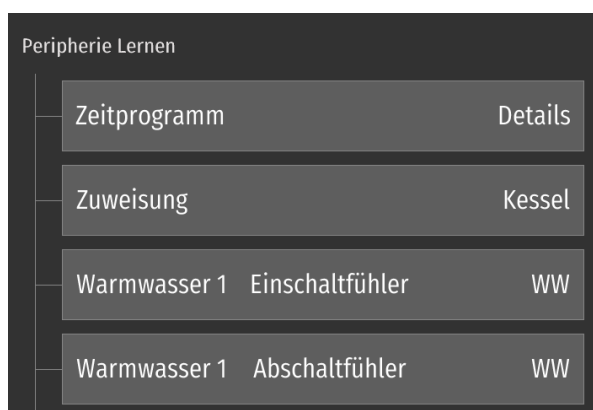 Peripherie Lernen
Zeitprogramm Details
Zuweisung Kessel
Warmwasser 1 Einschaltfühler WW
Warmwasser 1 Abschaltfühler WW